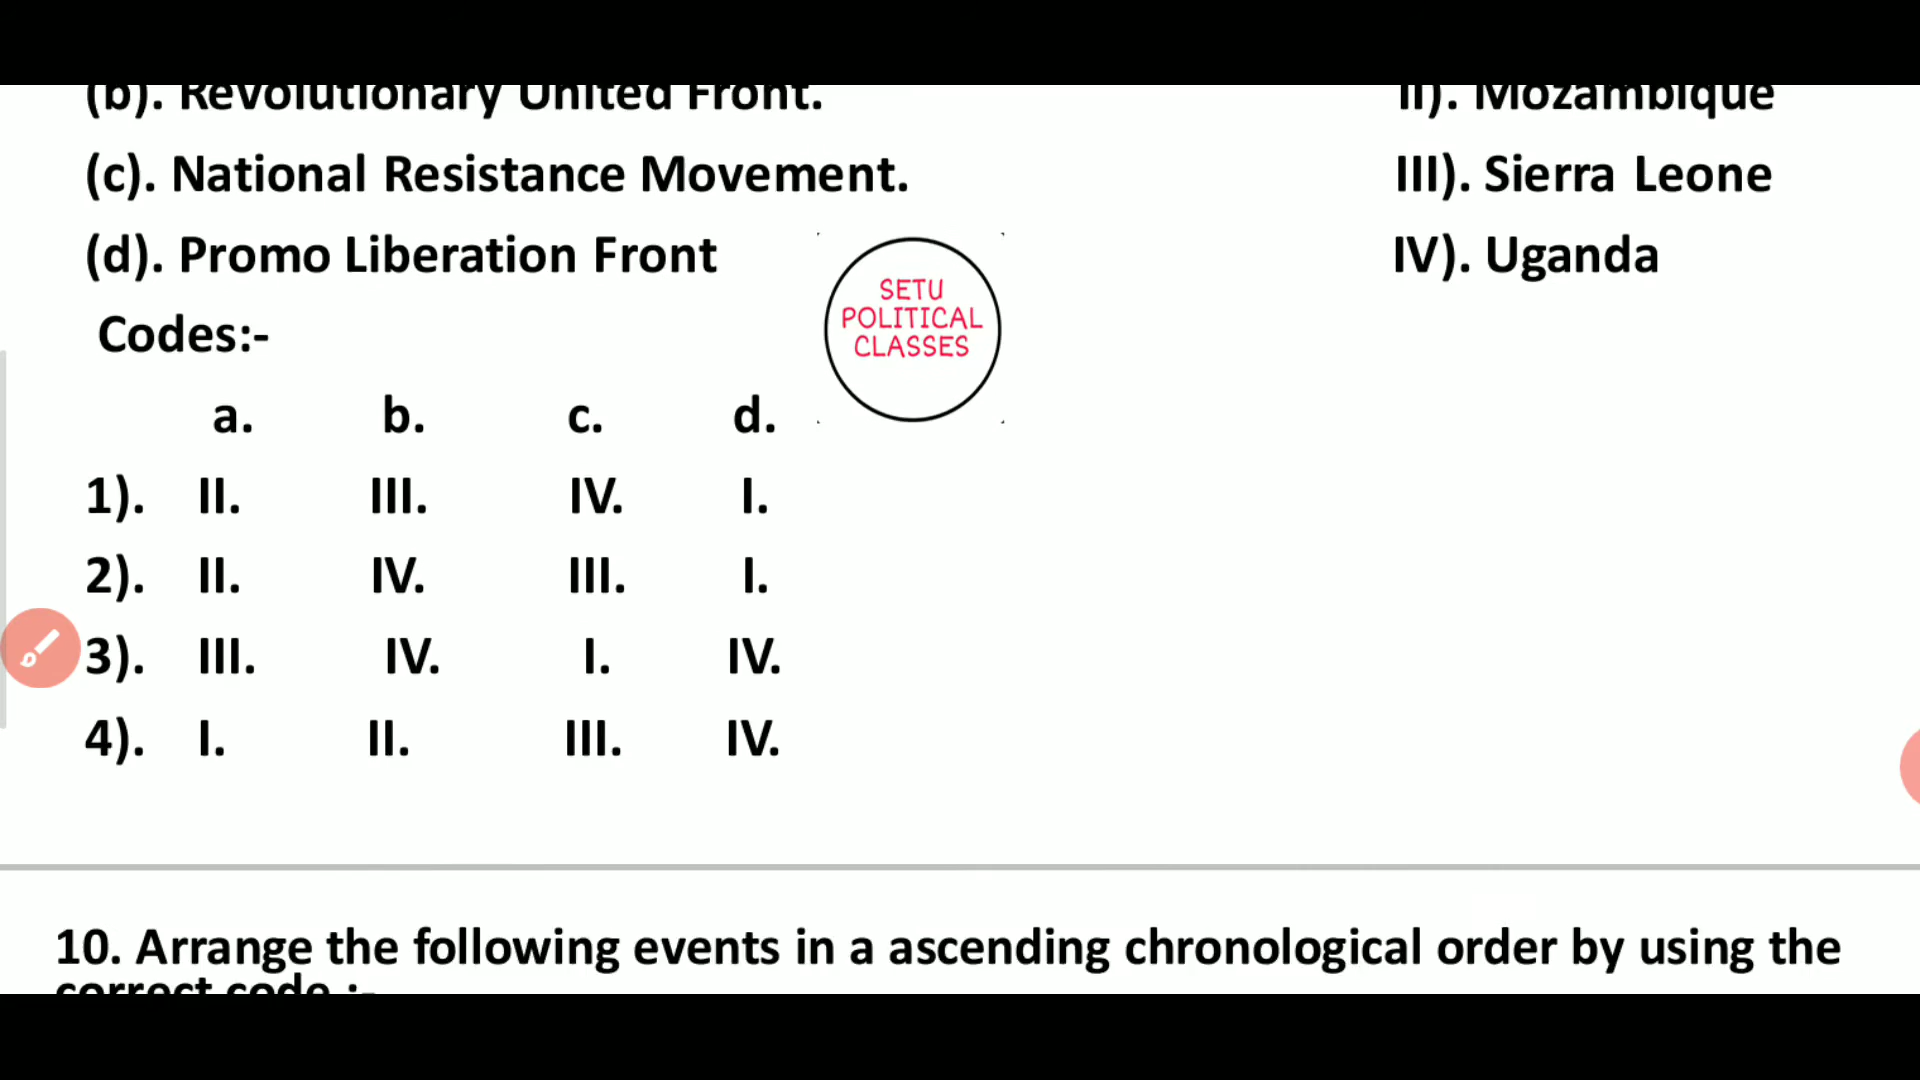 (b). Revolutionary United Front. II). Mozambique
(c). National Resistance Movement. III). Sierra Leone
(d). Promo Liberation Front IV). Uganda
SETU
POLITICAL
CLASSES
Codes:-
a. b. c. d.
1). II. III. IV. I.
2). II. IV. III. I.
3). III. IV. I. IV.
4). I. II. III. IV.
10. Arrange the following events in a ascending chronological order by using the
correct code :-